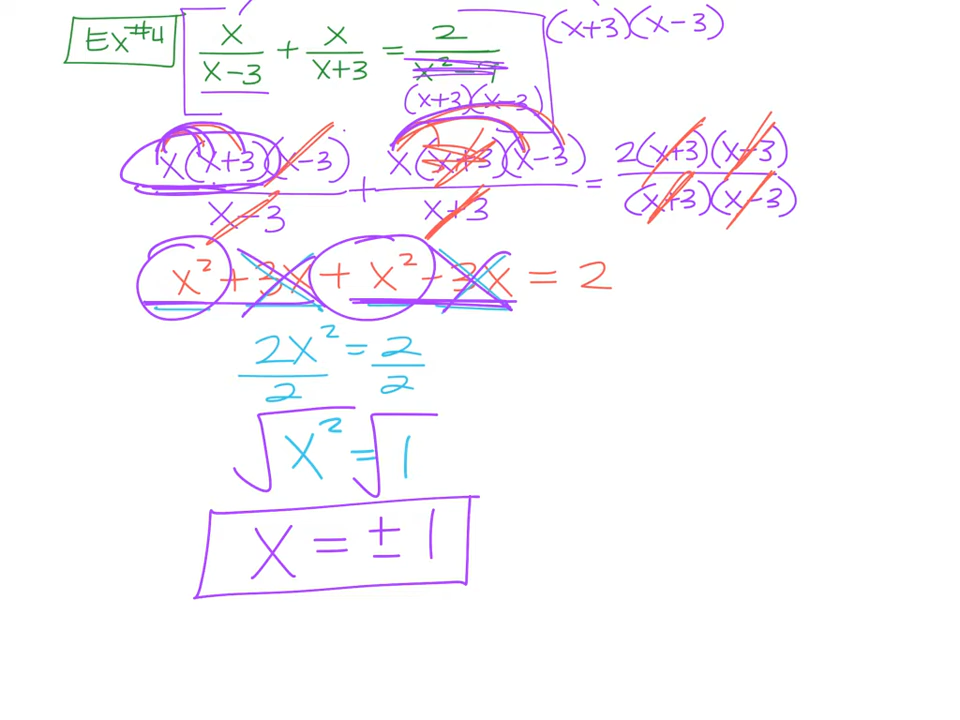 Ex#4 [x/(x-3) + x/(x+3) = 2/(x²-9)] (x+3)(x-3)
(x+3)(x-3)
x(x+3)(x-3)/(x-3) + x(x+3)(x-3)/(x+3) = 2(x+3)(x-3)/((x+3)(x-3))
x² + 3x + x² - 3x = 2
2x²/2 = 2/2
√x² = √1
x = ±1